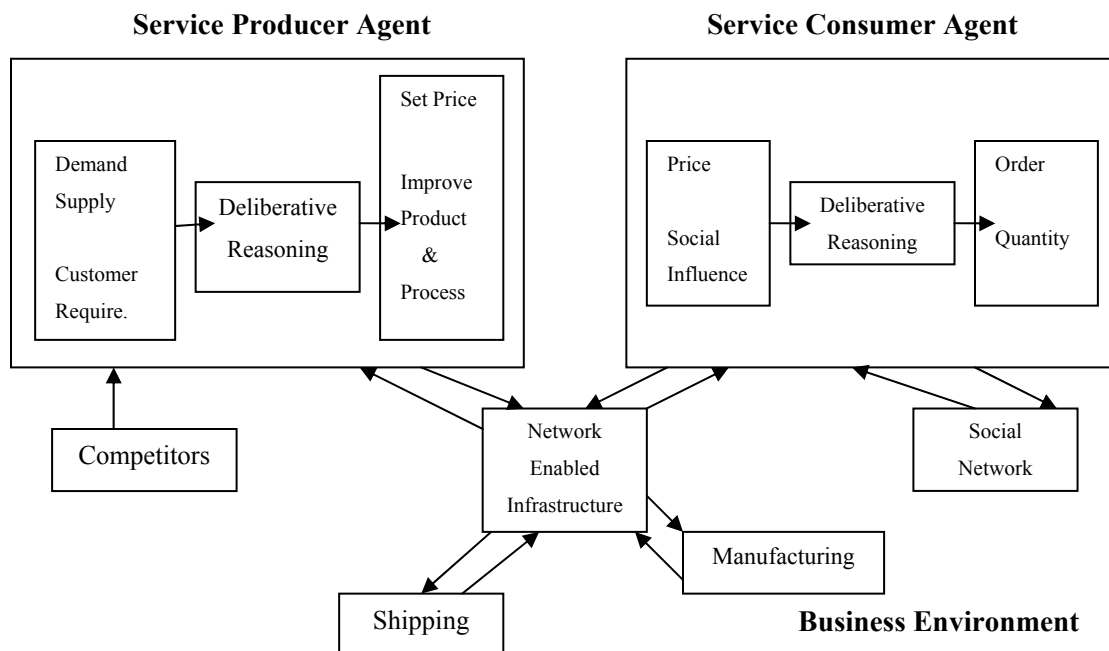 Service Producer Agent
Service Consumer Agent
Demand
Supply
Customer
Require.
Deliberative
Reasoning
Set Price
Improve
Product
&
Process
Price
Social
Influence
Deliberative
Reasoning
Order
Quantity
Competitors
Network
Enabled
Infrastructure
Social
Network
Manufacturing
Shipping
Business Environment